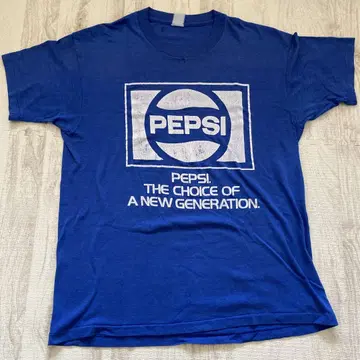 PEPSI
PEPSI.
THE CHOICE OF
A NEW GENERATION.